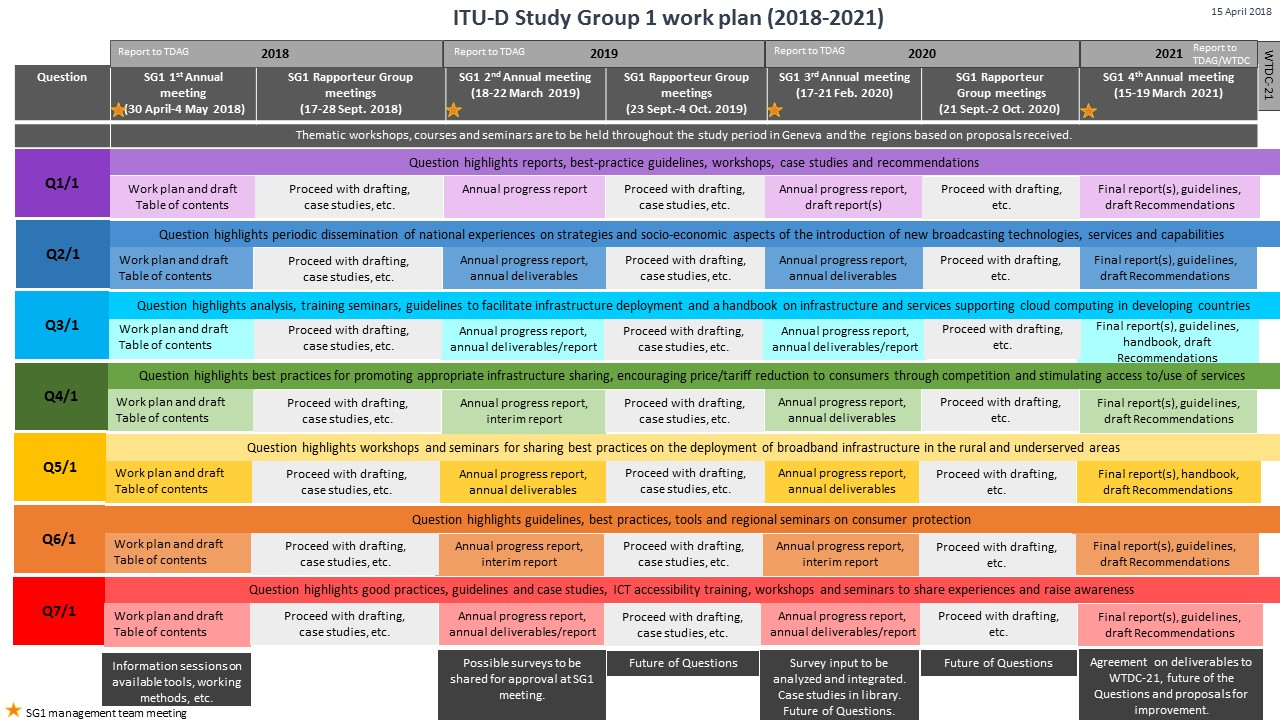 ITU-D Study Group 1 work plan (2018-2021)
15 April 2018
Report to TDAG
2018
Report to TDAG
2019
Report to TDAG
2020
2021
Report to
TDAG/WTDC
WTDC-21
Question
SG1 1st Annual
meeting
(30 April-4 May 2018)
SG1 Rapporteur Group
meetings
(17-28 Sept. 2018)
SG1 2nd Annual meeting
(18-22 March 2019)
SG1 Rapporteur Group
meetings
(23 Sept.-4 Oct. 2019)
SG1 3rd Annual meeting
(17-21 Feb. 2020)
SG1 Rapporteur
Group meetings
(21 Sept.-2 Oct. 2020)
SG1 4th Annual meeting
(15-19 March 2021)
Thematic workshops, courses and seminars are to be held throughout the study period in Geneva and the regions based on proposals received.
Q1/1
Question highlights reports, best-practice guidelines, workshops, case studies and recommendations
Work plan and draft
Table of contents
Proceed with drafting,
case studies, etc.
Annual progress report
Proceed with drafting,
case studies, etc.
Annual progress report,
draft report(s)
Proceed with drafting,
etc.
Final report(s), guidelines,
draft Recommendations
Q2/1
Question highlights periodic dissemination of national experiences on strategies and socio-economic aspects of the introduction of new broadcasting technologies, services and capabilities
Work plan and draft
Table of contents
Proceed with drafting,
case studies, etc.
Annual progress report,
annual deliverables
Proceed with drafting,
case studies, etc.
Annual progress report,
annual deliverables
Proceed with drafting,
etc.
Final report(s), guidelines,
draft Recommendations
Q3/1
Question highlights analysis, training seminars, guidelines to facilitate infrastructure deployment and a handbook on infrastructure and services supporting cloud computing in developing countries
Work plan and draft
Table of contents
Proceed with drafting,
case studies, etc.
Annual progress report,
annual deliverables/report
Proceed with drafting,
case studies, etc.
Annual progress report,
annual deliverables/report
Proceed with drafting,
etc.
Final report(s), guidelines,
handbook, draft
Recommendations
Q4/1
Question highlights best practices for promoting appropriate infrastructure sharing, encouraging price/tariff reduction to consumers through competition and stimulating access to/use of services
Work plan and draft
Table of contents
Proceed with drafting,
case studies, etc.
Annual progress report,
interim report
Proceed with drafting,
case studies, etc.
Annual progress report,
annual deliverables
Proceed with drafting,
etc.
Final report(s), guidelines,
draft Recommendations
Q5/1
Question highlights workshops and seminars for sharing best practices on the deployment of broadband infrastructure in the rural and underserved areas
Work plan and draft
Table of contents
Proceed with drafting,
case studies, etc.
Annual progress report,
annual deliverables
Proceed with drafting,
case studies, etc.
Annual progress report,
annual deliverables
Proceed with drafting,
etc.
Final report(s), handbook,
draft Recommendations
Q6/1
Question highlights guidelines, best practices, tools and regional seminars on consumer protection
Work plan and draft
Table of contents
Proceed with drafting,
case studies, etc.
Annual progress report,
interim report
Proceed with drafting,
case studies, etc.
Annual progress report,
interim report
Proceed with drafting,
etc.
Final report(s), guidelines,
draft Recommendations
Q7/1
Question highlights good practices, guidelines and case studies, ICT accessibility training, workshops and seminars to share experiences and raise awareness
Work plan and draft
Table of contents
Proceed with drafting,
case studies, etc.
Annual progress report,
annual deliverables/report
Proceed with drafting,
case studies, etc.
Annual progress report,
annual deliverables/report
Proceed with drafting,
etc.
Final report(s), guidelines,
draft Recommendations
Information sessions on
available tools, working
methods, etc.
Possible surveys to be
shared for approval at SG1
meeting.
Future of Questions
Survey input to be
analyzed and integrated.
Case studies in library.
Future of Questions.
Future of Questions
Agreement on deliverables to
WTDC-21, future of the
Questions and proposals for
improvement.
SG1 management team meeting